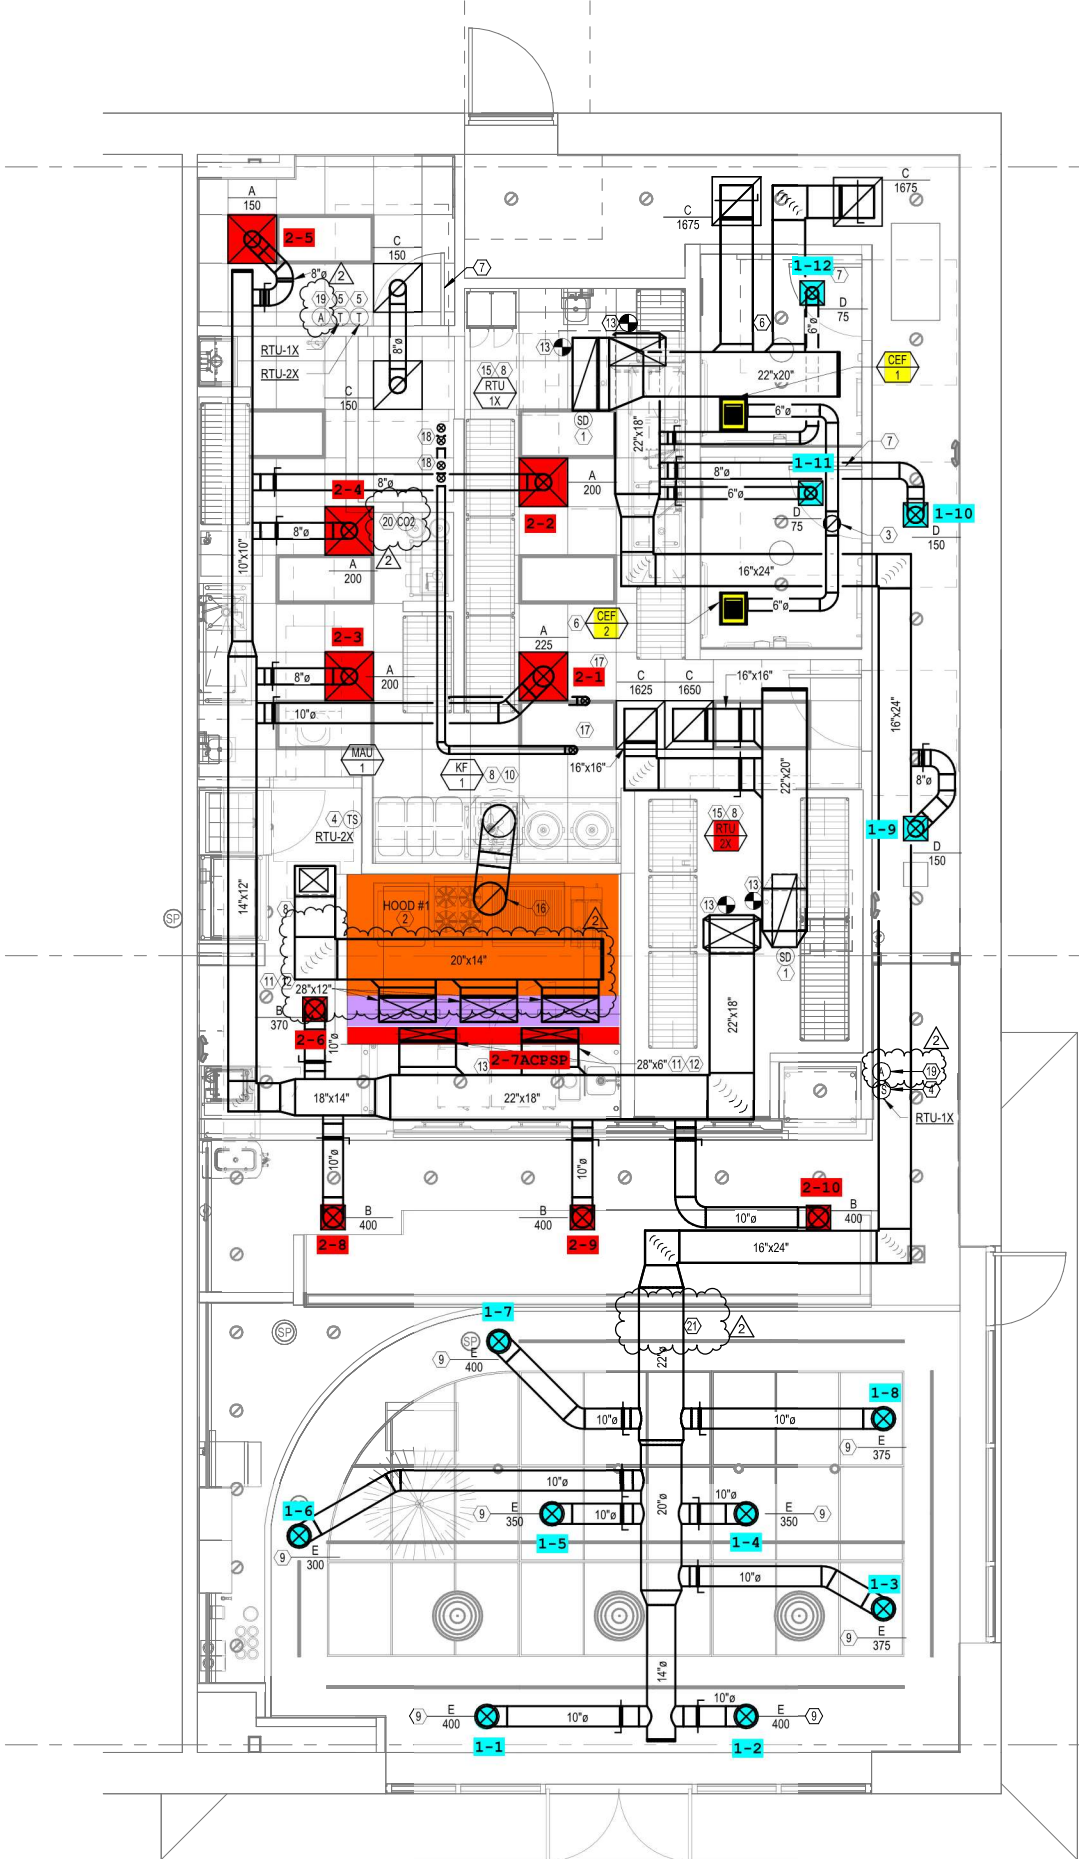 A
150
2-5
C
150
8"ø
2
7
19
5
5
A
T
T
RTU-1X
RTU-2X
8"ø
C
150
C
1675
C
1675
1-12
7
D
75
6"ø
6
13
13
22"x20"
CEF
1
15
8
RTU
1X
SD
1
22"x18"
6"ø
18
18
7
1-11
8"ø
6"ø
D
75
1-10
D
150
3
2-4
8"ø
A
200
2-2
8"ø
20
CO2
2
A
200
10"x10"
16"x24"
6"ø
6
CEF
2
2-3
8"ø
A
200
A
225
17
2-1
C
1625
C
1650
16"x16"
10"ø
17
16"x24"
MAU
1
KF
1
8
10
16"x16"
22"x20"
8"ø
4
TS
RTU-2X
15
8
RTU
2X
1-9
D
150
14"x12"
SP
8
HOOD #1
2
16
2
13
13
20"x14"
SD
1
11
12
28"x12"
B
370
2-6
10"ø
22"x18"
2-7ACPSP
13
28"x6"
11
12
2
A
19
S
4
RTU-1X
18"x14"
22"x18"
10"ø
10"ø
2-10
B
400
B
400
10"ø
B
400
2-8
2-9
16"x24"
1-7
SP
SP
9
E
400
21
2
22"ø
1-8
10"ø
10"ø
9
E
375
10"ø
10"ø
1-6
9
E
300
9
E
350
10"ø
20"ø
E
350
9
1-5
1-4
10"ø
1-3
9
E
375
14"ø
10"ø
9
E
400
10"ø
E
400
9
1-1
1-2